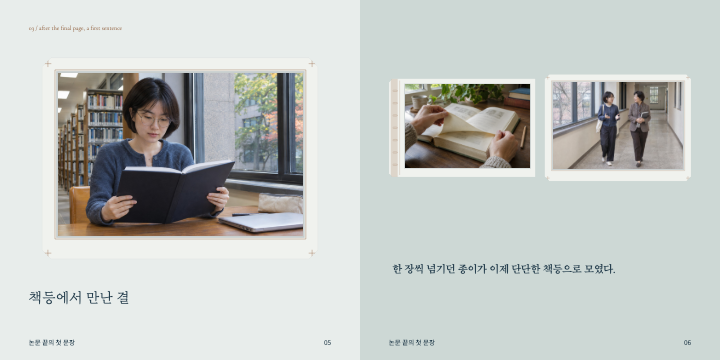 03 / after the final page, a first sentence
책등에서 만난 결
논문 끝의 첫 문장
05
한 장씩 넘기던 종이가 이제 단단한 책등으로 모였다.
논문 끝의 첫 문장
06